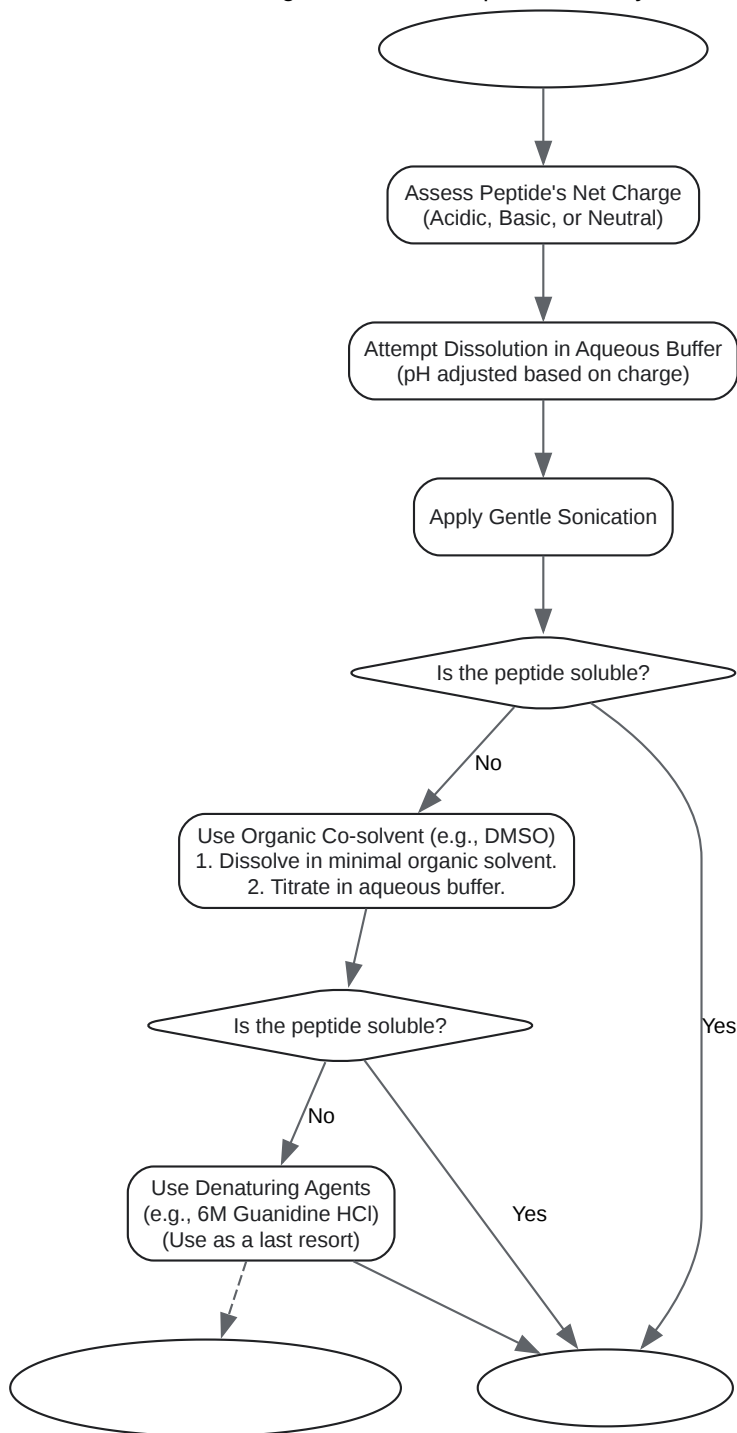 Assess Peptide's Net Charge
(Acidic, Basic, or Neutral)
Attempt Dissolution in Aqueous Buffer
(pH adjusted based on charge)
Apply Gentle Sonication
Is the peptide soluble?
No
Use Organic Co-solvent (e.g., DMSO)
1. Dissolve in minimal organic solvent.
2. Titrate in aqueous buffer.
Is the peptide soluble?
Yes
No
Use Denaturing Agents
(e.g., 6M Guanidine HCl)
(Use as a last resort)
Yes